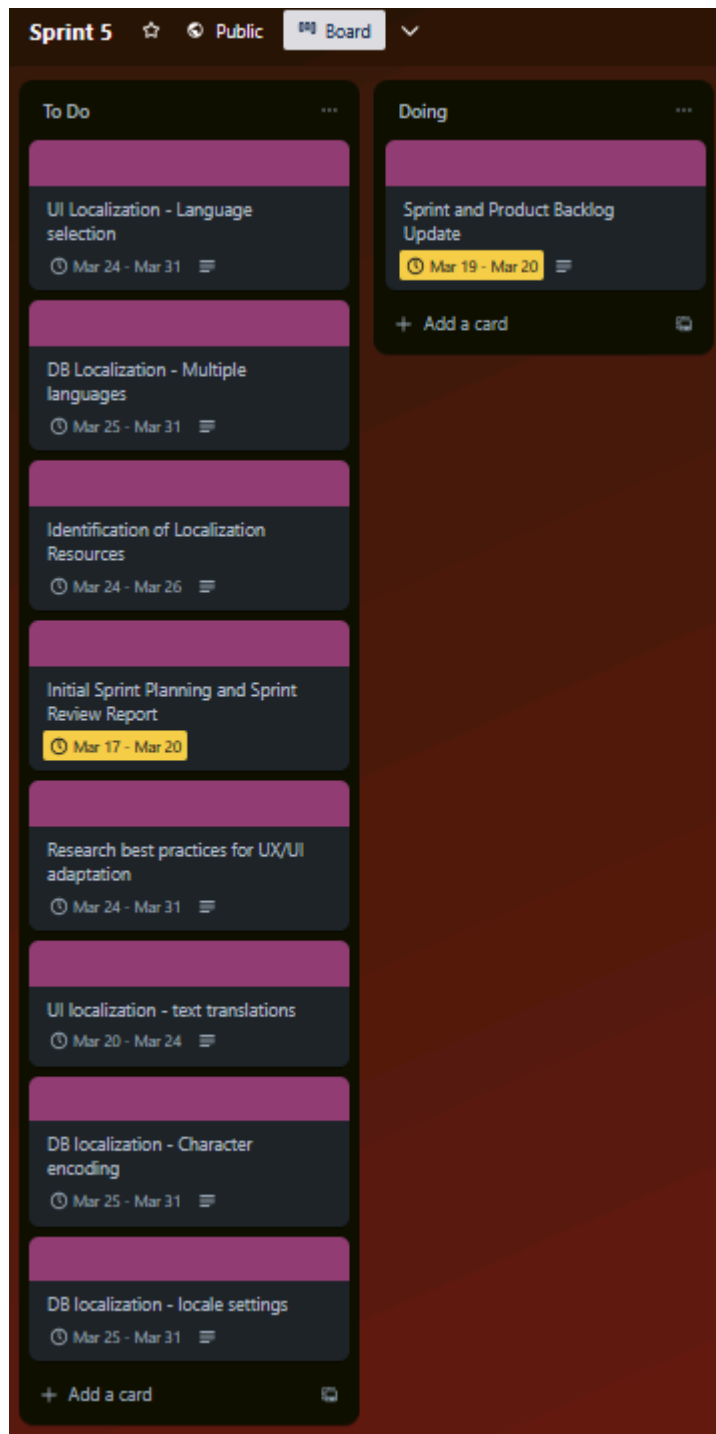 Sprint 5
Public
Board
To Do
UI Localization - Language
selection
Mar 24 - Mar 31
DB Localization - Multiple
languages
Mar 25 - Mar 31
Identification of Localization
Resources
Mar 24 - Mar 26
Initial Sprint Planning and Sprint
Review Report
Mar 17 - Mar 20
Research best practices for UX/UI
adaptation
Mar 24 - Mar 31
UI localization - text translations
Mar 20 - Mar 24
DB localization - Character
encoding
Mar 25 - Mar 31
DB localization - locale settings
Mar 25 - Mar 31
+ Add a card
Doing
Sprint and Product Backlog
Update
Mar 19 - Mar 20
+ Add a card